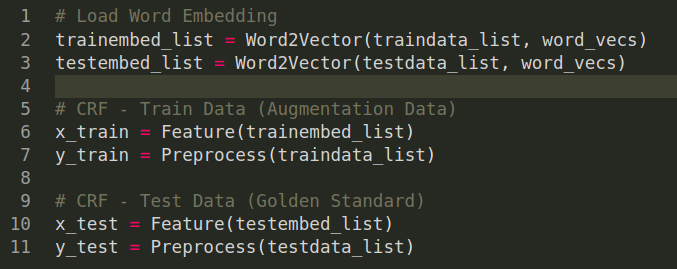 1 # Load Word Embedding
2 trainembed_list = Word2Vector(traindata_list, word_vecs)
3 testembed_list = Word2Vector(testdata_list, word_vecs)
4
5 # CRF - Train Data (Augmentation Data)
6 x_train = Feature(trainembed_list)
7 y_train = Preprocess(traindata_list)
8
9 # CRF - Test Data (Golden Standard)
10 x_test = Feature(testembed_list)
11 y_test = Preprocess(testdata_list)